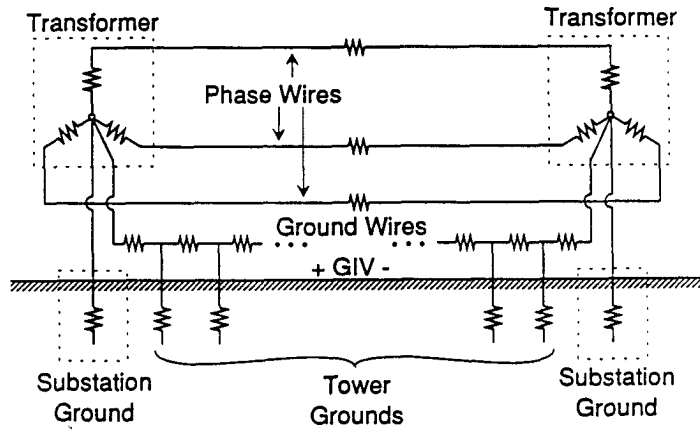 Transformer
Transformer
Phase Wires
Ground Wires
+ GIV -
Substation
Ground
Tower
Grounds
Substation
Ground